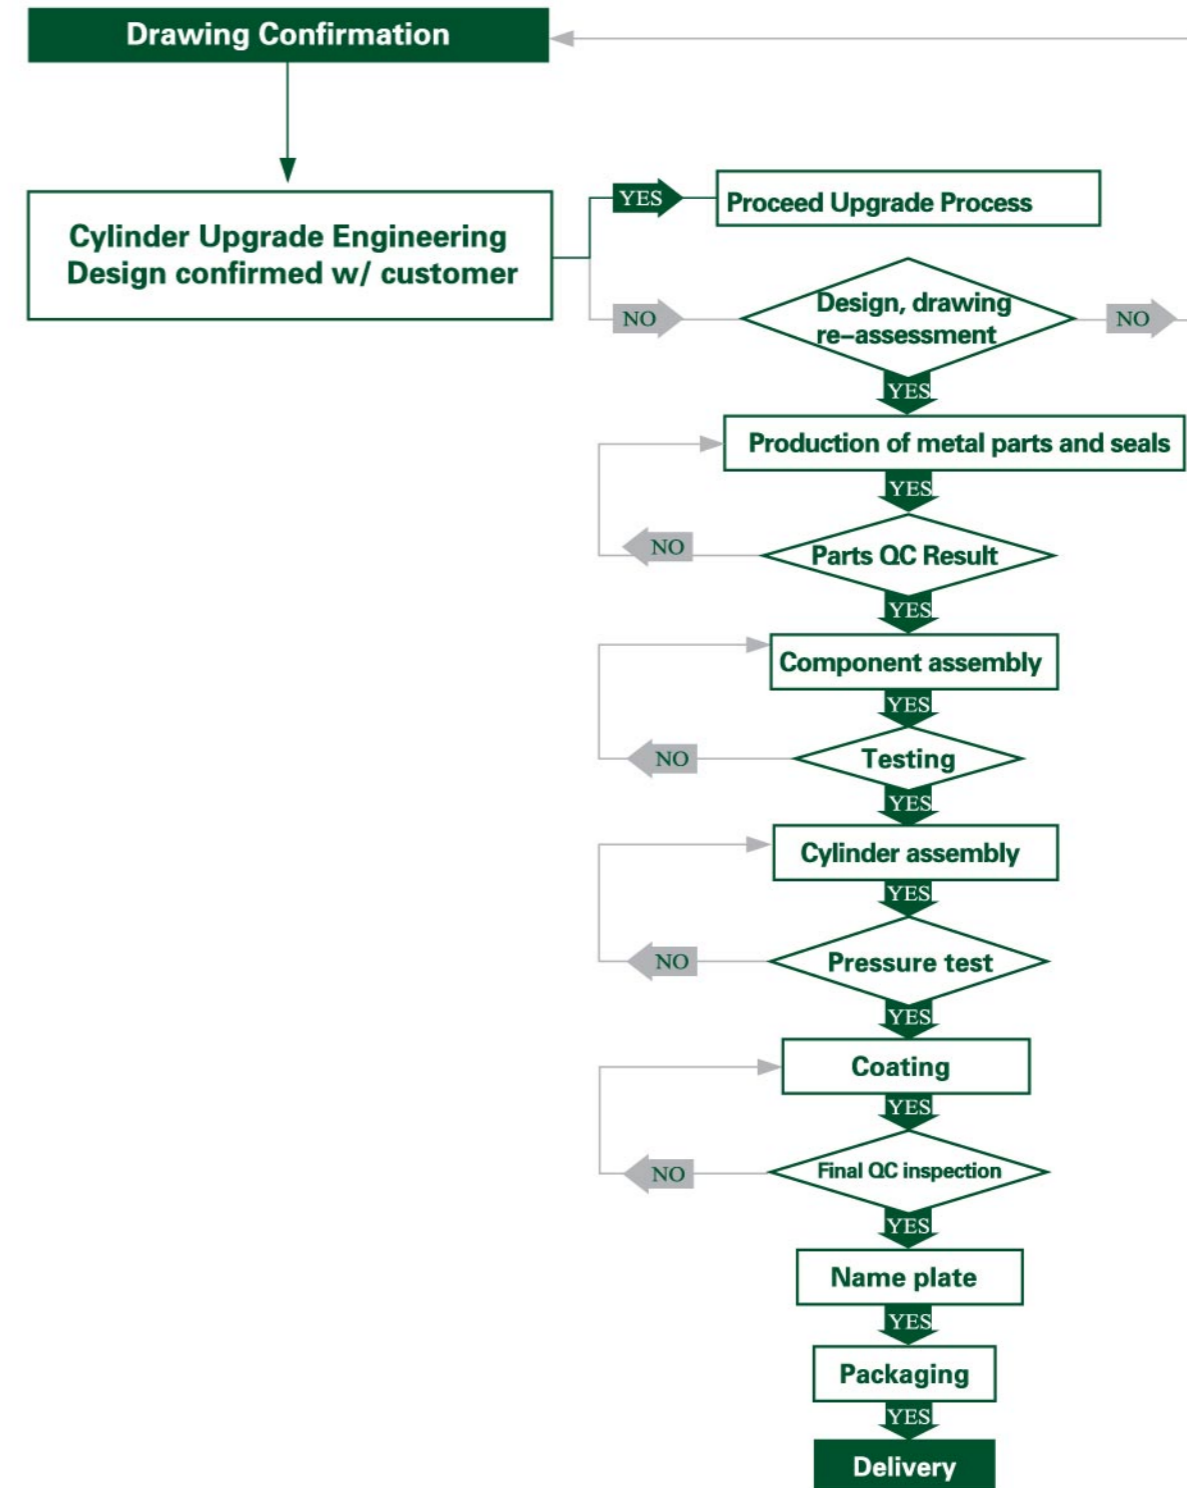 Drawing Confirmation
Cylinder Upgrade Engineering
Design confirmed w/ customer
YES
Proceed Upgrade Process
NO
Design, drawing
re-assessment
NO
YES
Production of metal parts and seals
YES
NO
Parts QC Result
YES
Component assembly
YES
NO
Testing
YES
Cylinder assembly
YES
NO
Pressure test
YES
Coating
YES
NO
Final QC inspection
YES
Name plate
YES
Packaging
YES
Delivery